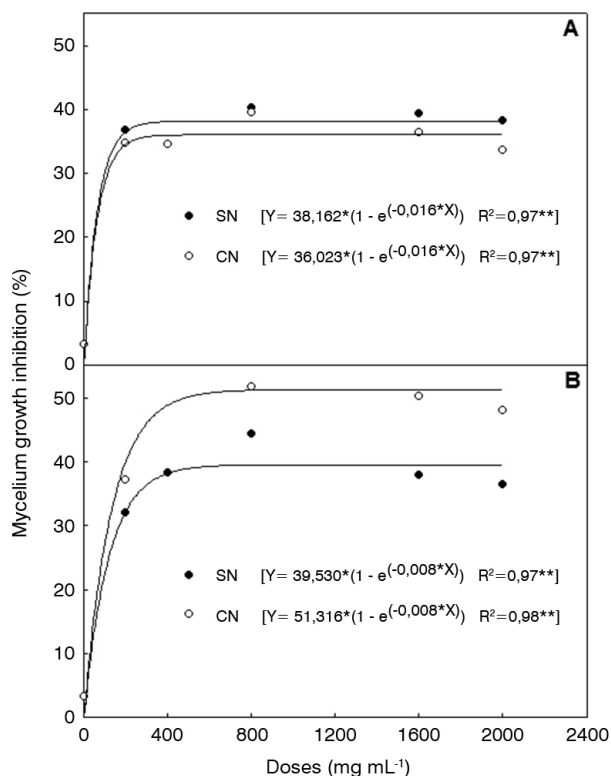 A
50
40
30
20
10
0
SN [Y= 38,162*(1 - e(-0,016*X)) R²=0,97**]
CN [Y= 36,023*(1 - e(-0,016*X)) R²=0,97**]
Mycelium growth inhibition (%)
B
50
40
30
20
10
0
SN [Y= 39,530*(1 - e(-0,008*X)) R²=0,97**]
CN [Y= 51,316*(1 - e(-0,008*X)) R²=0,98**]
0 400 800 1200 1600 2000 2400
Doses (mg mL⁻¹)